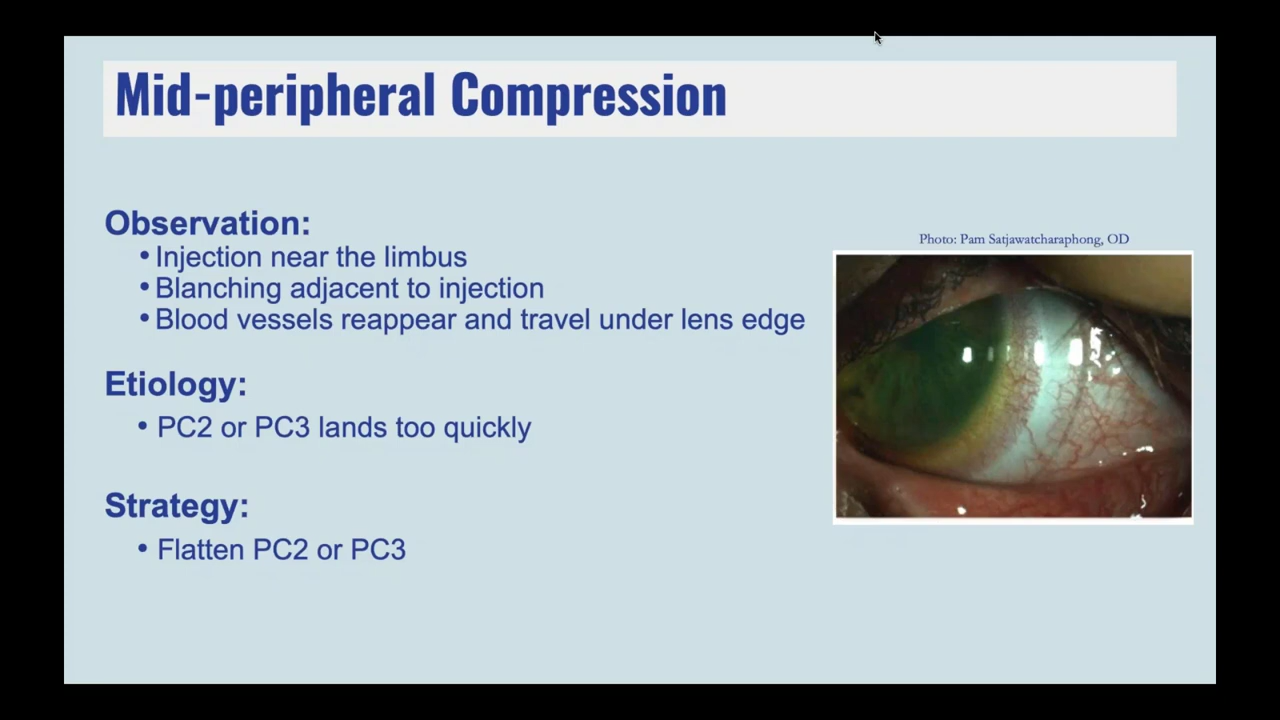 Mid-peripheral Compression
Observation:
• Injection near the limbus
• Blanching adjacent to injection
• Blood vessels reappear and travel under lens edge
Photo: Pam Satjawatcharaphong, OD
Etiology:
• PC2 or PC3 lands too quickly
Strategy:
• Flatten PC2 or PC3